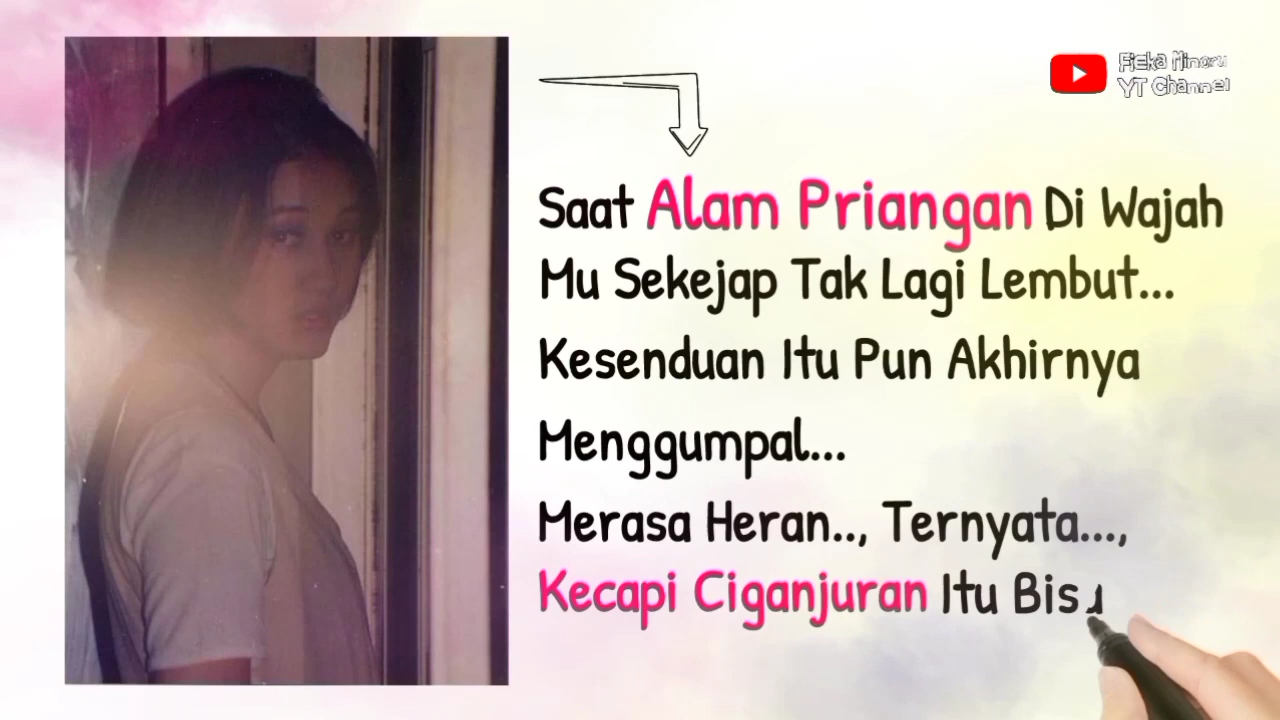 Fieka Minoru
YT Channel
Saat Alam Priangan Di Wajah
Mu Sekejap Tak Lagi Lembut...
Kesenduan Itu Pun Akhirnya
Menggumpal...
Merasa Heran.., Ternyata...,
Kecapi Ciganjuran Itu Bis